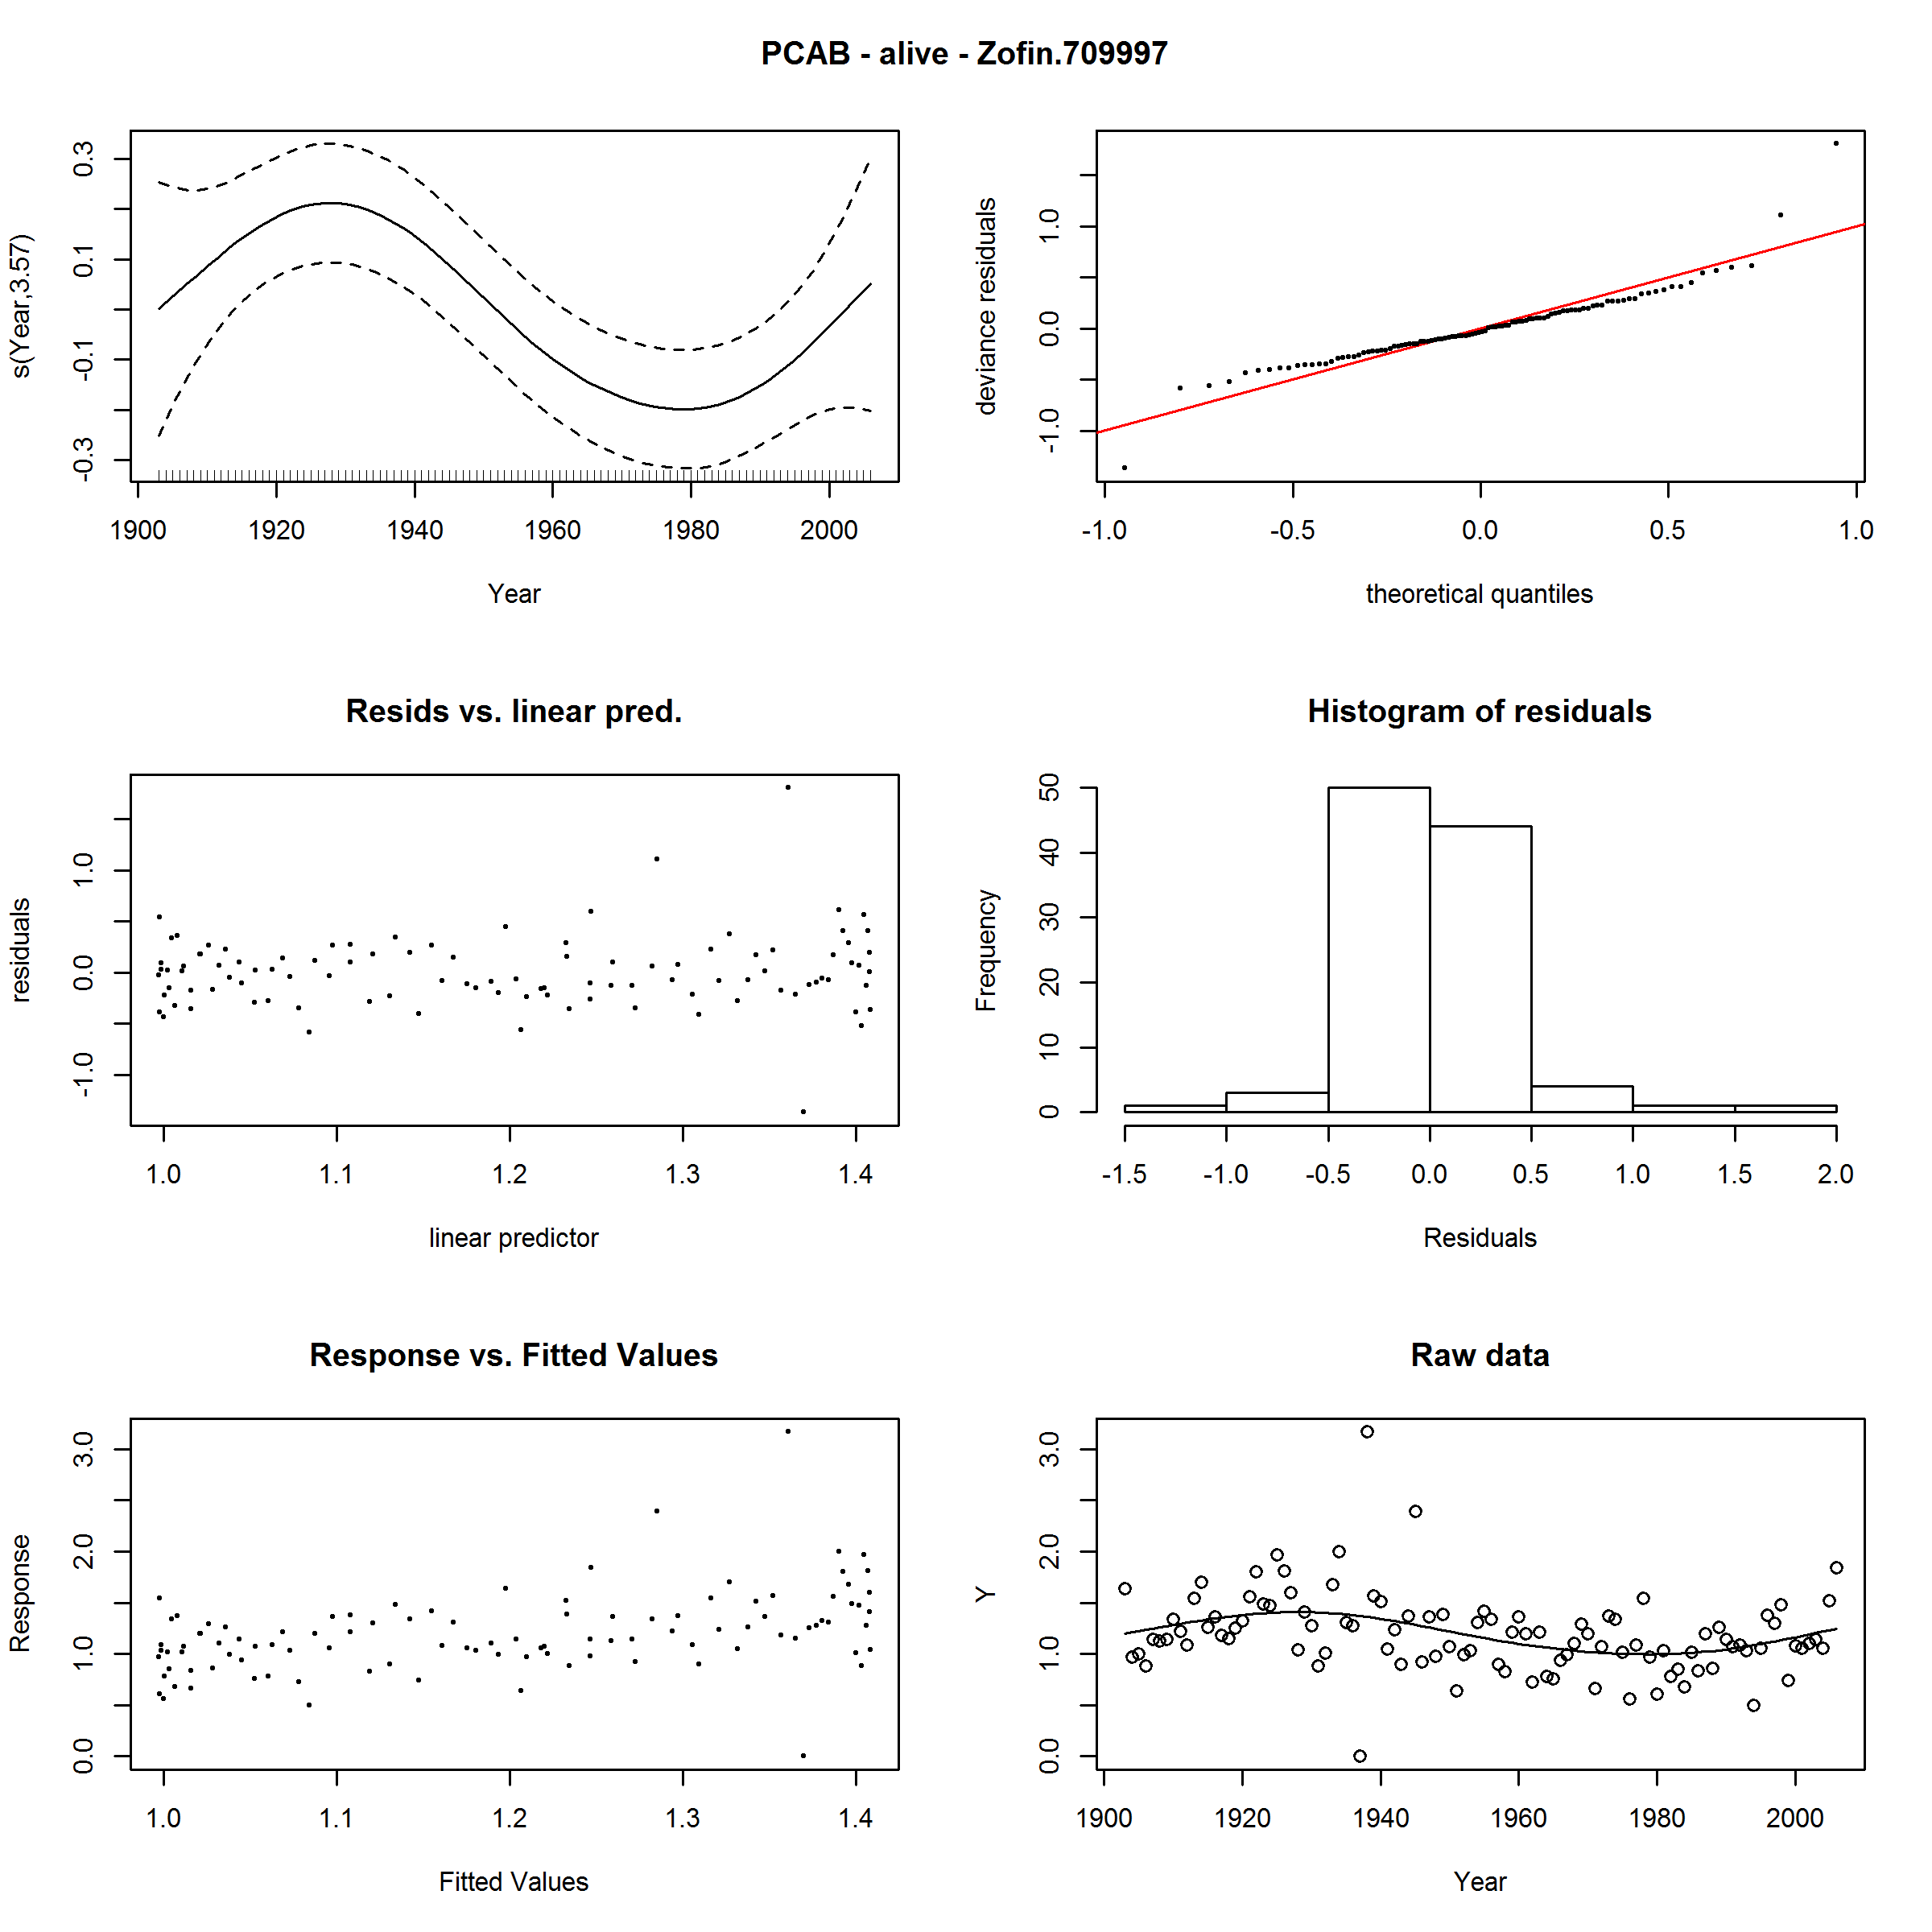 PCAB - alive - Zofin.709997
s(Year,3.57)
0.3
0.1
-0.1
-0.3
1900 1920 1940 1960 1980 2000
Year
deviance residuals
1.0
0.0
-1.0
-1.0 -0.5 0.0 0.5 1.0
theoretical quantiles
Resids vs. linear pred.
residuals
1.0
0.0
-1.0
1.0 1.1 1.2 1.3 1.4
linear predictor
Histogram of residuals
Frequency
50
40
30
20
10
0
-1.5 -1.0 -0.5 0.0 0.5 1.0 1.5 2.0
Residuals
Response vs. Fitted Values
Response
3.0
2.0
1.0
0.0
1.0 1.1 1.2 1.3 1.4
Fitted Values
Raw data
Y
3.0
2.0
1.0
0.0
1900 1920 1940 1960 1980 2000
Year